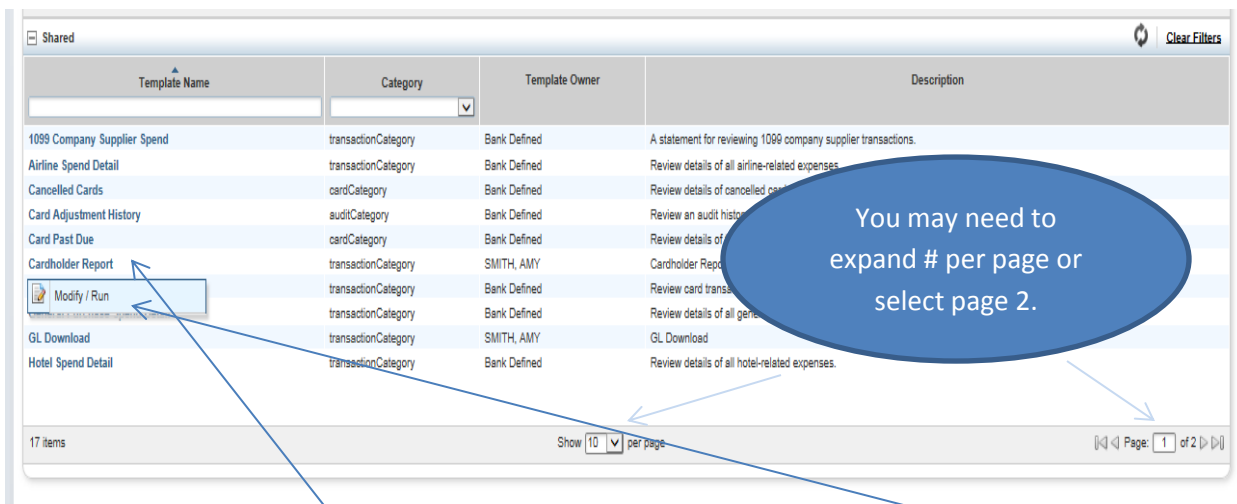 Shared Clear Filters
Template Name Category Template Owner Description
1099 Company Supplier Spend transactionCategory Bank Defined A statement for reviewing 1099 company supplier transactions.
Airline Spend Detail transactionCategory Bank Defined Review details of all airline-related expenses.
Cancelled Cards cardCategory Bank Defined Review details of cancelled
Card Adjustment History auditCategory Bank Defined Review an audit
Card Past Due cardCategory Bank Defined Review details of
Cardholder Report transactionCategory SMITH, AMY Cardholder
Modify / Run transactionCategory Bank Defined Review card
transactionCategory Bank Defined Review details of all
GL Download transactionCategory SMITH, AMY GL Download
Hotel Spend Detail transactionCategory Bank Defined Review details of all hotel-related expenses.
You may need to
expand # per page or
select page 2.
17 items Show 10 per page Page: 1 of 2